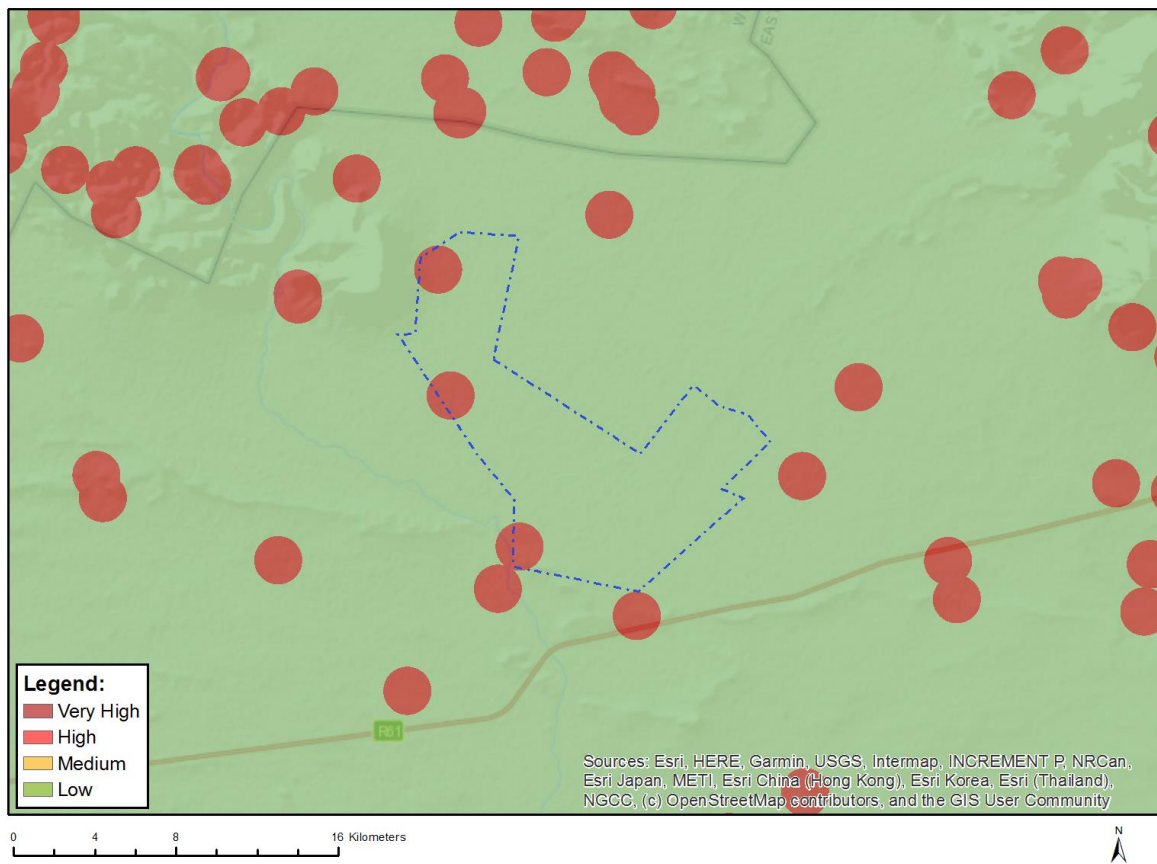 W
EAS
R61
Legend:
Very High
High
Medium
Low
Sources: Esri, HERE, Garmin, USGS, Intermap, INCREMENT P, NRCan,
Esri Japan, METI, Esri China (Hong Kong), Esri Korea, Esri (Thailand),
NGCC, (c) OpenStreetMap contributors, and the GIS User Community
0 4 8 16 Kilometers
N